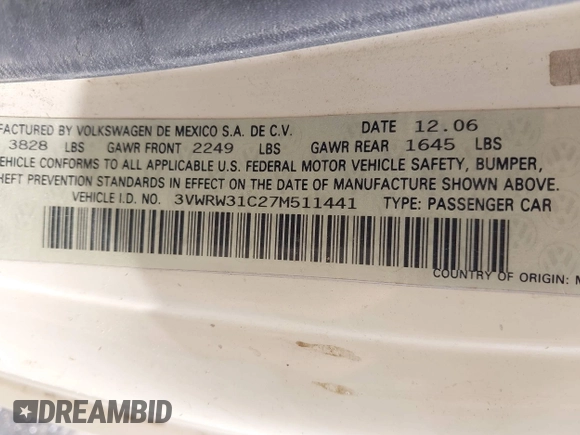 FACTURED BY VOLKSWAGEN DE MEXICO S.A. DE C.V. DATE 12.06
3828 LBS GAWR FRONT 2249 LBS GAWR REAR 1645 LBS
VEHICLE CONFORMS TO ALL APPLICABLE U.S. FEDERAL MOTOR VEHICLE SAFETY, BUMPER,
HEFT PREVENTION STANDARDS IN EFFECT ON THE DATE OF MANUFACTURE SHOWN ABOVE.
VEHICLE I.D. NO. 3VWRW31C27M511441 TYPE: PASSENGER CAR
COUNTRY OF ORIGIN: M
DREAMBID